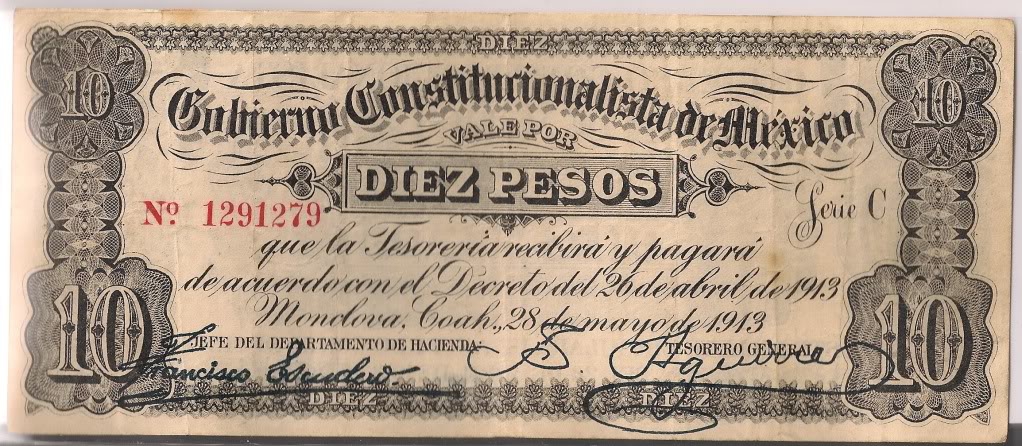 DIEZ
10 10
Gobierno Constitucionalista de México
VALE POR
DIEZ PESOS
Nº 1291279
Serie C
que la Tesorería recibirá y pagará
de acuerdo con el Decreto del 26 de abril de 1913
Monclova, Coah., 28 de mayo de 1913
JEFE DEL DEPARTAMENTO DE HACIENDA:
TESORERO GENERAL
Francisco Escudero.
10 10
DIEZ DIEZ